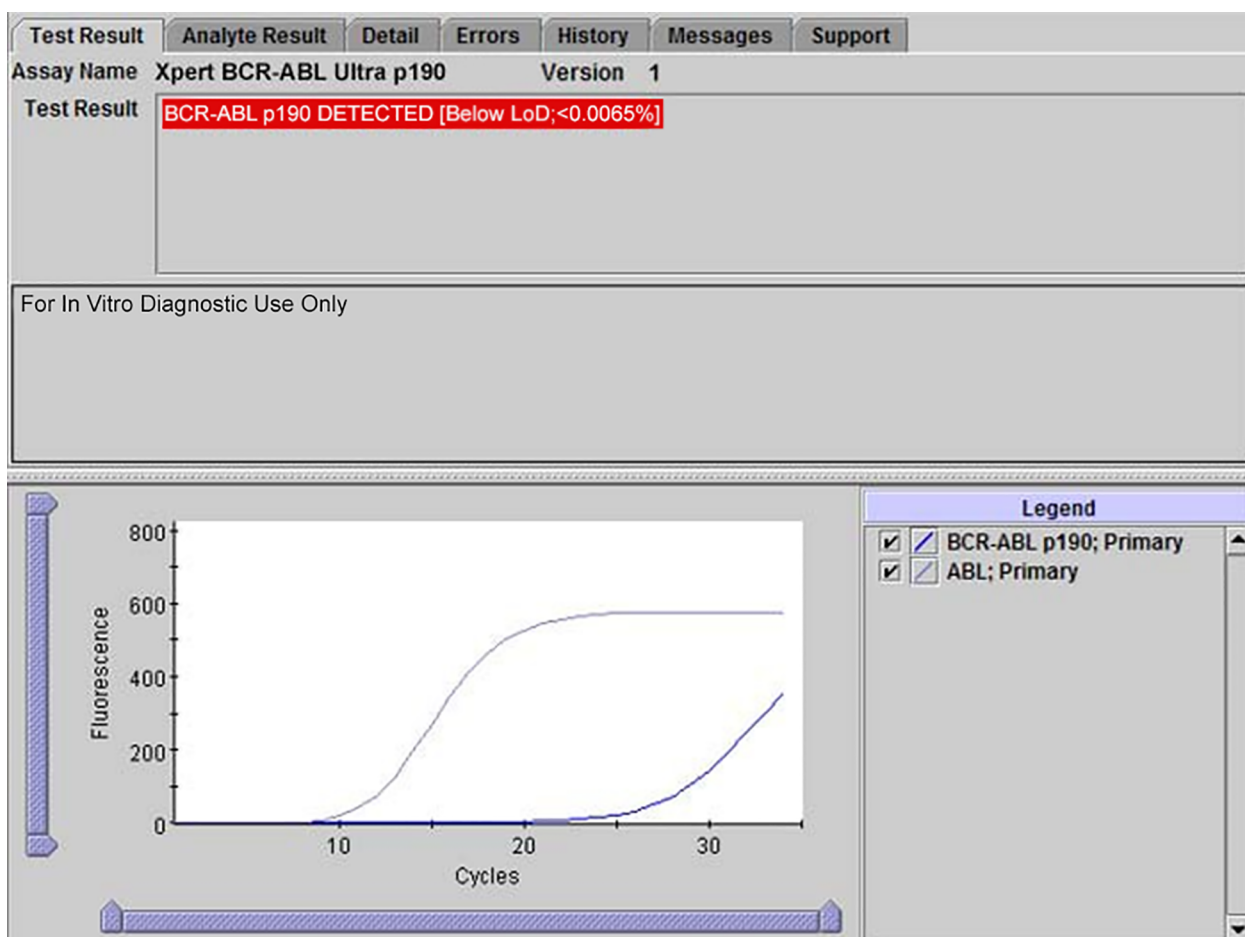 Test Result Analyte Result Detail Errors History Messages Support
Assay Name Xpert BCR-ABL Ultra p190 Version 1
Test Result BCR-ABL p190 DETECTED [Below LoD;<0.0065%]
For In Vitro Diagnostic Use Only
800
600
400
200
0
Fluorescence
10 20 30
Cycles
Legend
BCR-ABL p190; Primary
ABL; Primary